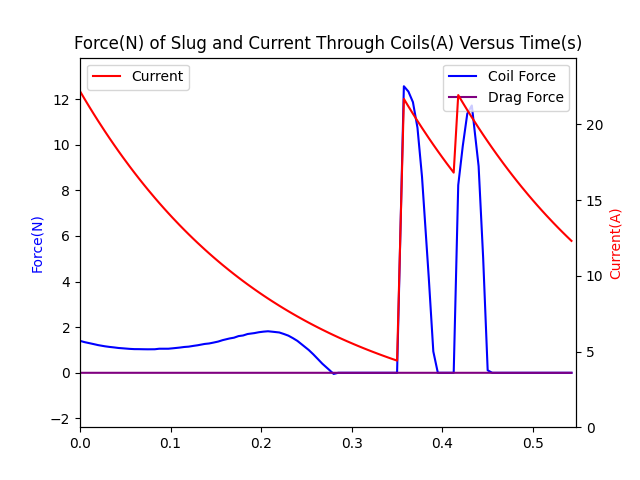 Force(N) of Slug and Current Through Coils(A) Versus Time(s)
Current
Coil Force
Drag Force
Force(N)
12
10
8
6
4
2
0
−2
Current(A)
20
15
10
5
0
0.0 0.1 0.2 0.3 0.4 0.5